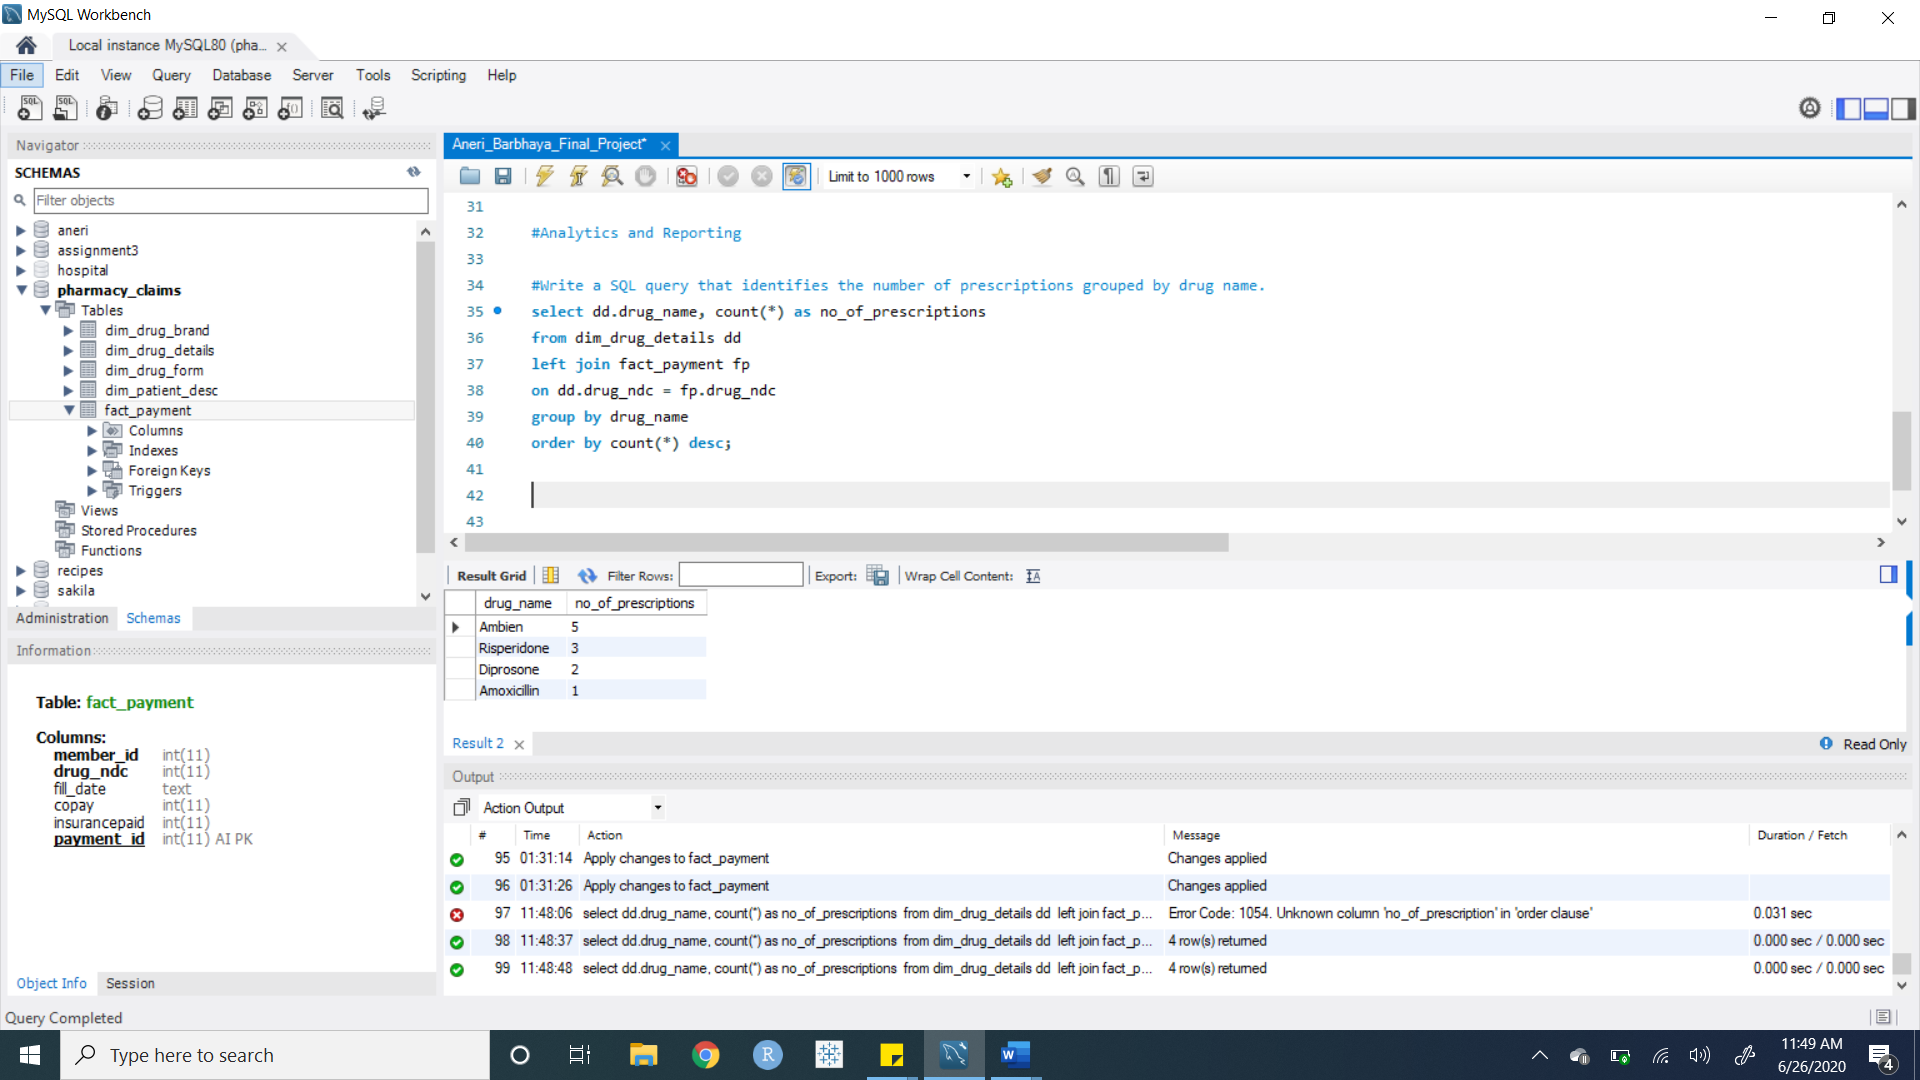 MySQL Workbench
Local instance MySQL80 (pha...
File Edit View Query Database Server Tools Scripting Help
Navigator
SCHEMAS
Filter objects
aneri
assignment3
hospital
pharmacy_claims
Tables
dim_drug_brand
dim_drug_details
dim_drug_form
dim_patient_desc
fact_payment
Columns
Indexes
Foreign Keys
Triggers
Views
Stored Procedures
Functions
recipes
sakila
Administration Schemas
Information
Table: fact_payment
Columns:
member_id int(11)
drug_ndc int(11)
fill_date text
copay int(11)
insurancepaid int(11)
payment_id int(11) AI PK
Object Info Session
Aneri_Barbhaya_Final_Project*
Limit to 1000 rows
31
32 #Analytics and Reporting
33
34 #Write a SQL query that identifies the number of prescriptions grouped by drug name.
35 select dd.drug_name, count(*) as no_of_prescriptions
36 from dim_drug_details dd
37 left join fact_payment fp
38 on dd.drug_ndc = fp.drug_ndc
39 group by drug_name
40 order by count(*) desc;
41
42
43
Result Grid Filter Rows: Export: Wrap Cell Content:
drug_name no_of_prescriptions
Ambien 5
Risperidone 3
Diprosone 2
Amoxicillin 1
Result 2 Read Only
Output
Action Output
# Time Action Message Duration / Fetch
95 01:31:14 Apply changes to fact_payment Changes applied
96 01:31:26 Apply changes to fact_payment Changes applied
97 11:48:06 select dd.drug_name, count(*) as no_of_prescriptions from dim_drug_details dd left join fact_p... Error Code: 1054. Unknown column 'no_of_prescription' in 'order clause' 0.031 sec
98 11:48:37 select dd.drug_name, count(*) as no_of_prescriptions from dim_drug_details dd left join fact_p... 4 row(s) returned 0.000 sec / 0.000 sec
99 11:48:48 select dd.drug_name, count(*) as no_of_prescriptions from dim_drug_details dd left join fact_p... 4 row(s) returned 0.000 sec / 0.000 sec
Query Completed
Type here to search
11:49 AM
6/26/2020
4